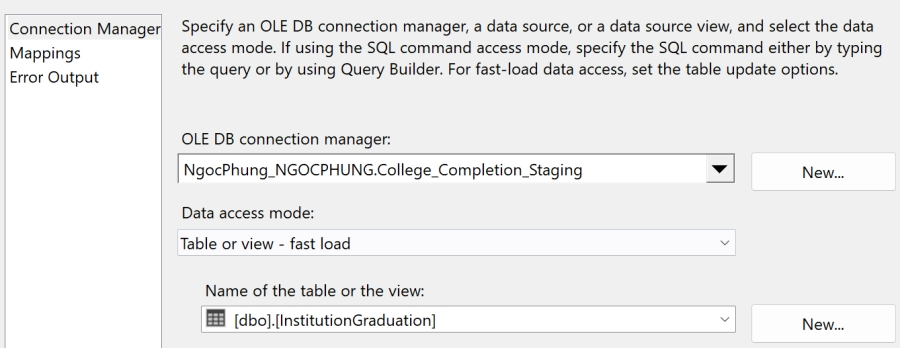 Connection Manager
Mappings
Error Output
Specify an OLE DB connection manager, a data source, or a data source view, and select the data
access mode. If using the SQL command access mode, specify the SQL command either by typing
the query or by using Query Builder. For fast-load data access, set the table update options.
OLE DB connection manager:
NgocPhung_NGOCPHUNG.College_Completion_Staging
New...
Data access mode:
Table or view - fast load
Name of the table or the view:
[dbo].[InstitutionGraduation]
New...